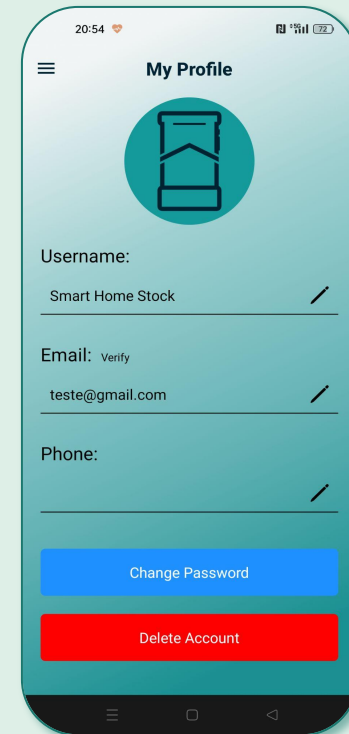 20:54
5G
72
My Profile
Username:
Smart Home Stock
Email: Verify
teste@gmail.com
Phone:
Change Password
Delete Account